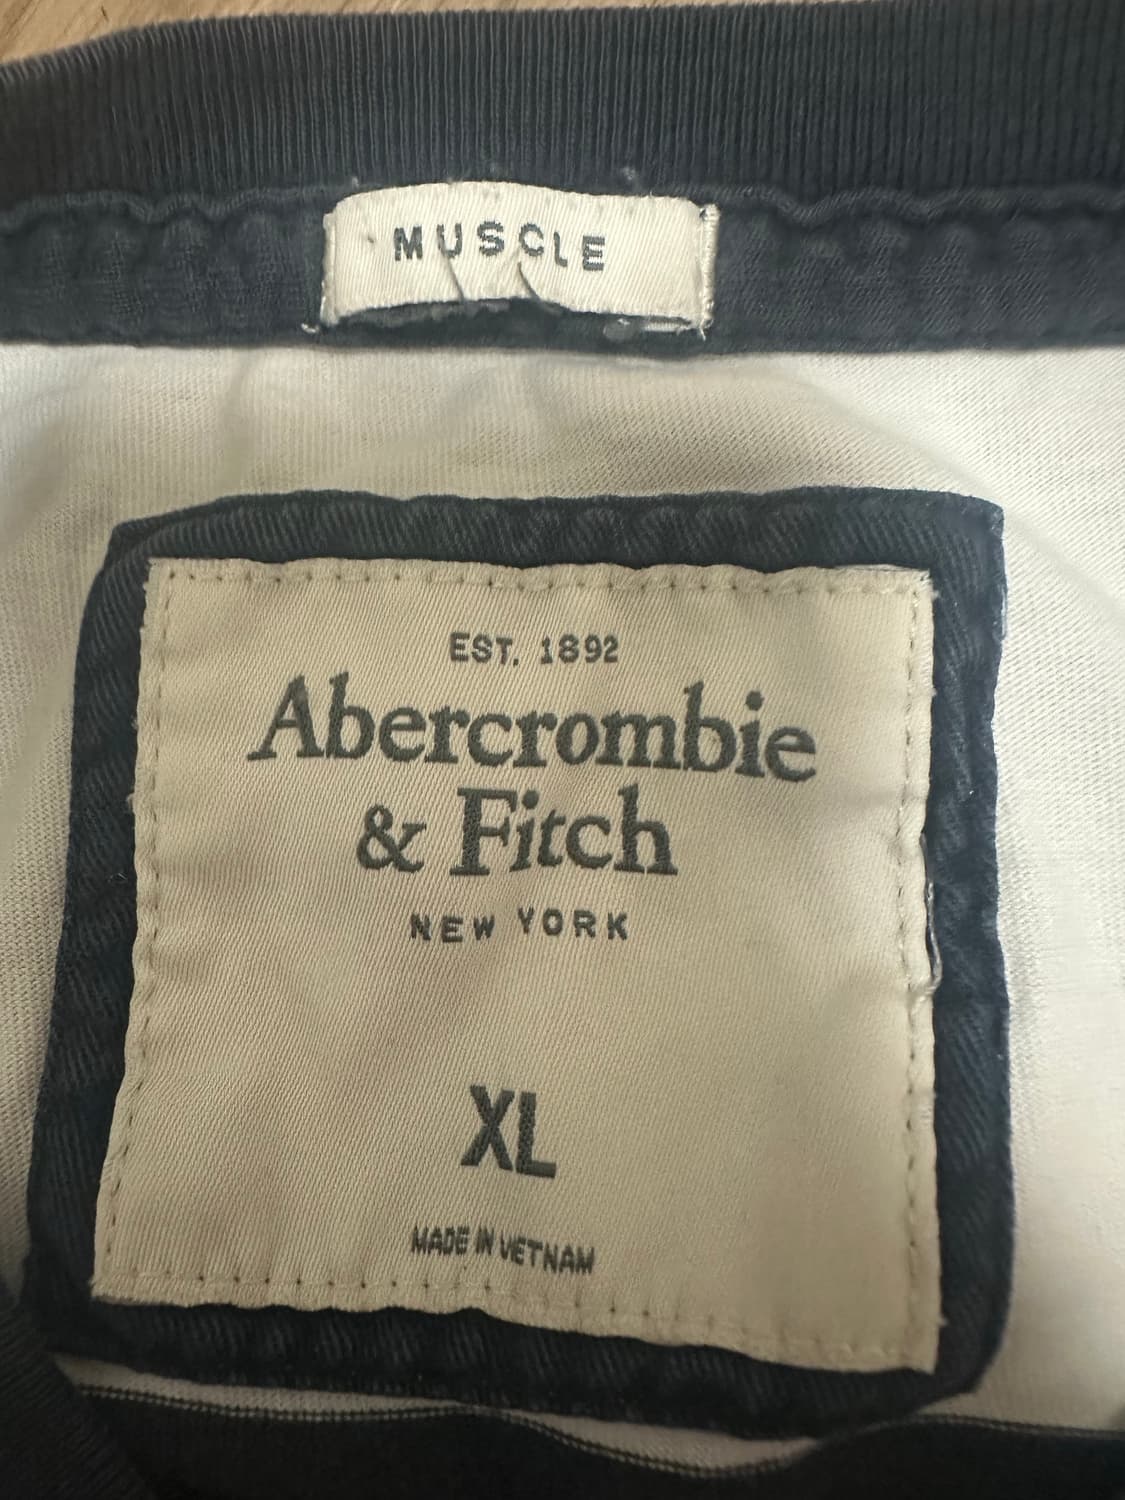 MUSCLE
EST. 1892
Abercrombie
& Fitch
NEW YORK
XL
MADE IN VIETNAM